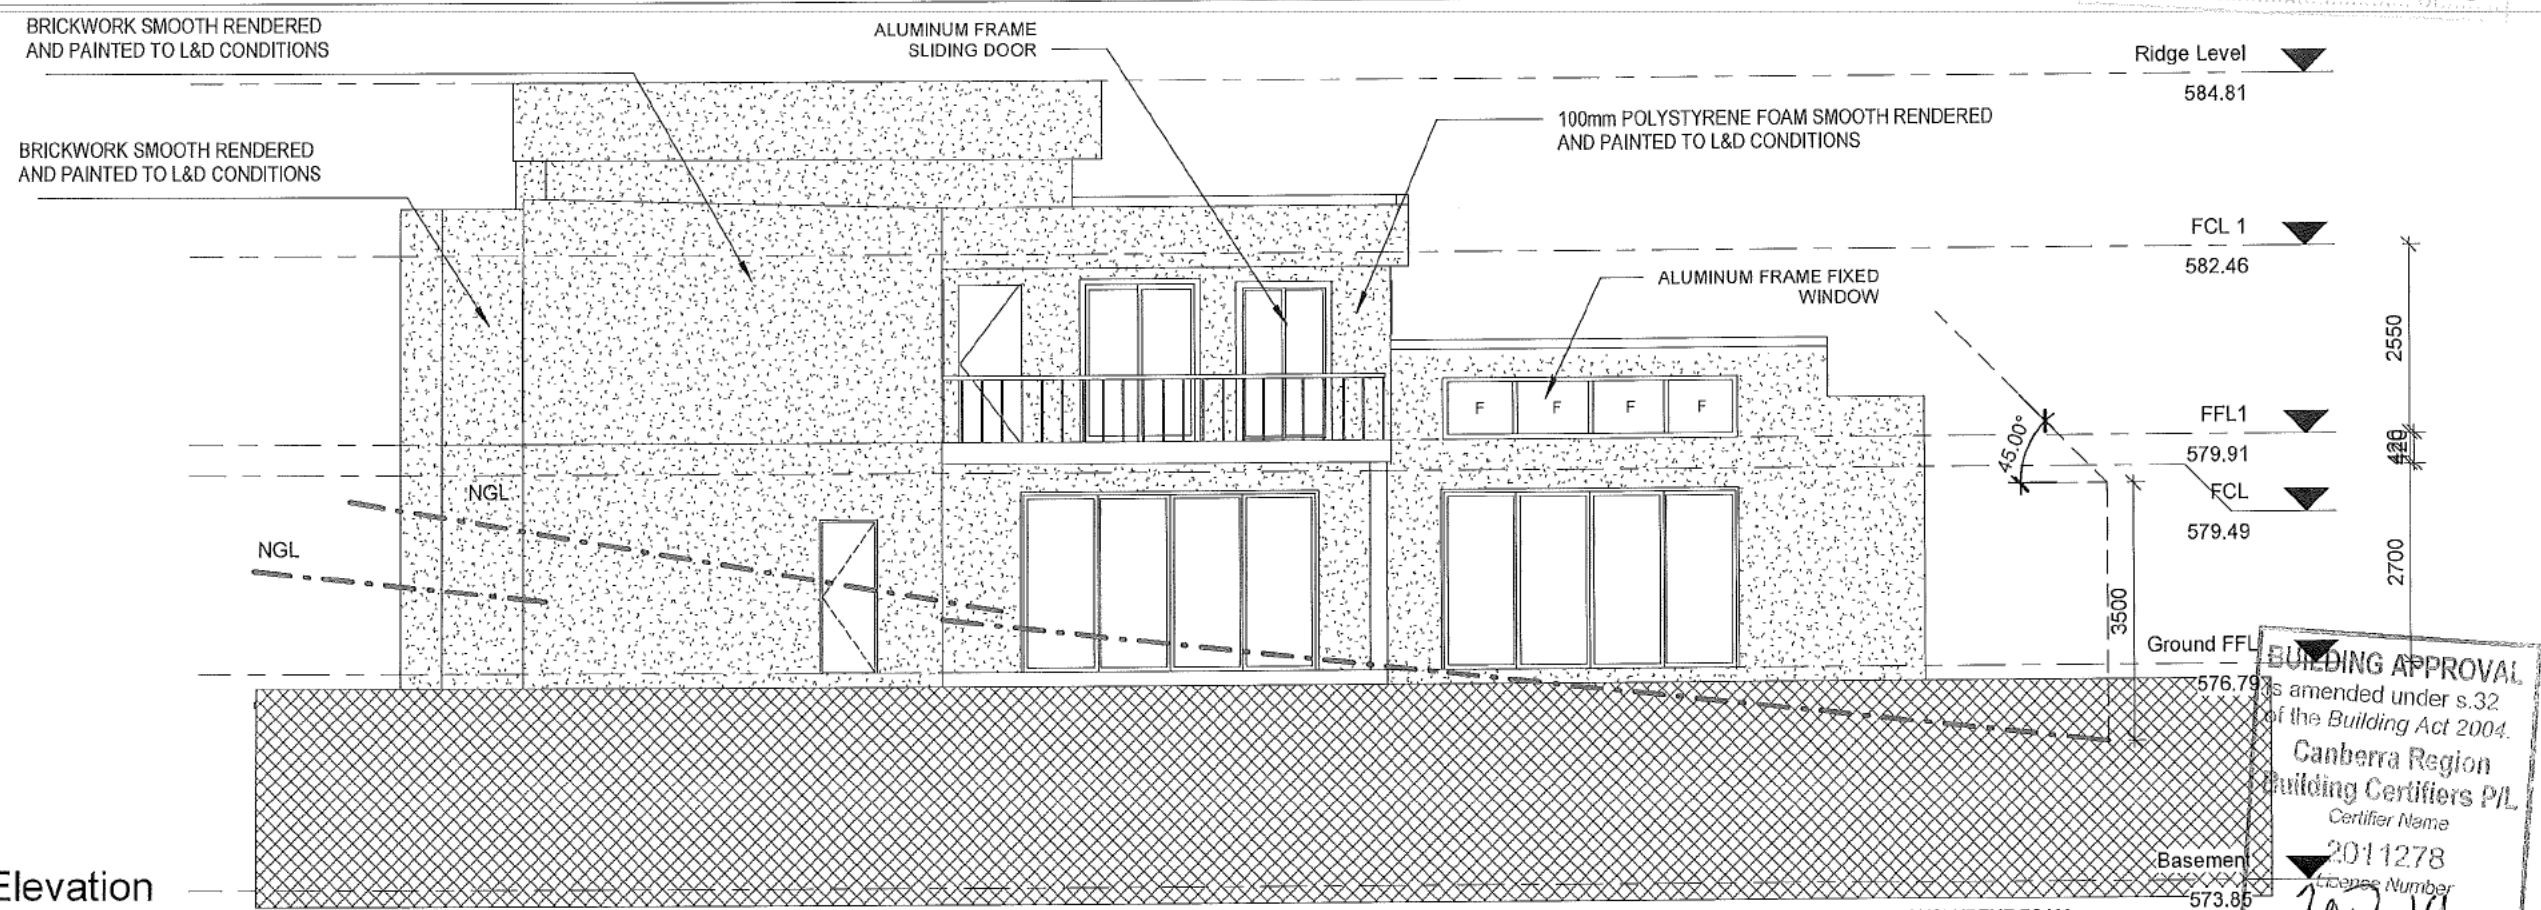 BRICKWORK SMOOTH RENDERED
AND PAINTED TO L&D CONDITIONS
ALUMINUM FRAME
SLIDING DOOR
Ridge Level
584.81
100mm POLYSTYRENE FOAM SMOOTH RENDERED
AND PAINTED TO L&D CONDITIONS
BRICKWORK SMOOTH RENDERED
AND PAINTED TO L&D CONDITIONS
FCL 1
582.46
ALUMINUM FRAME FIXED
WINDOW
2550
F F F F
FFL1
579.91
45.00°
420
FCL
579.49
NGL
NGL
2700
3500
Ground FFL
576.79
BUILDING APPROVAL
as amended under s.32
of the Building Act 2004.
Canberra Region
Building Certifiers P/L
Certifier Name
2011278
License Number
Basement
573.85
Elevation